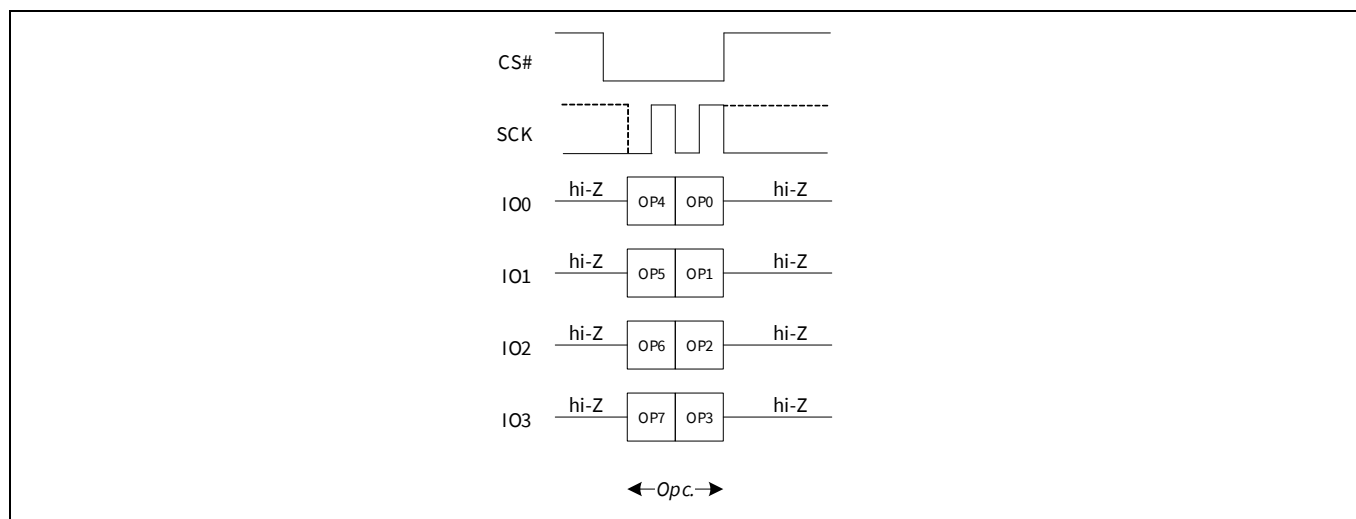 CS#
SCK
hi-Z hi-Z
IO0 OP4 OP0
hi-Z hi-Z
IO1 OP5 OP1
hi-Z hi-Z
IO2 OP6 OP2
hi-Z hi-Z
IO3 OP7 OP3
Opc.